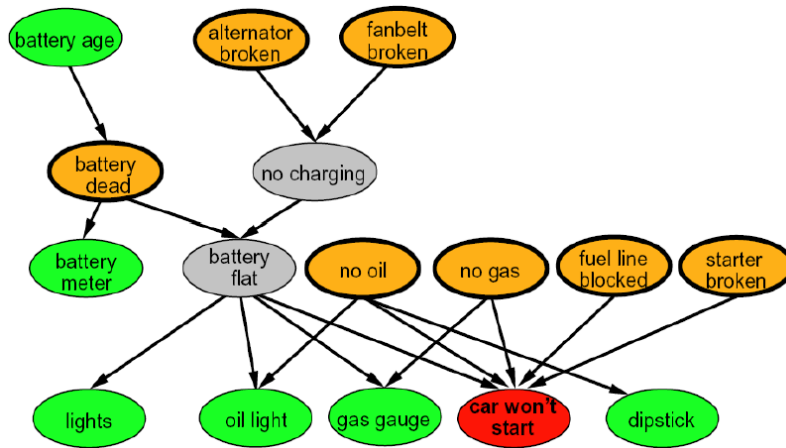 battery age
alternator
broken
fanbelt
broken
battery
dead
no charging
battery
meter
battery
flat
no oil
no gas
fuel line
blocked
starter
broken
lights
oil light
gas gauge
car won't
start
dipstick